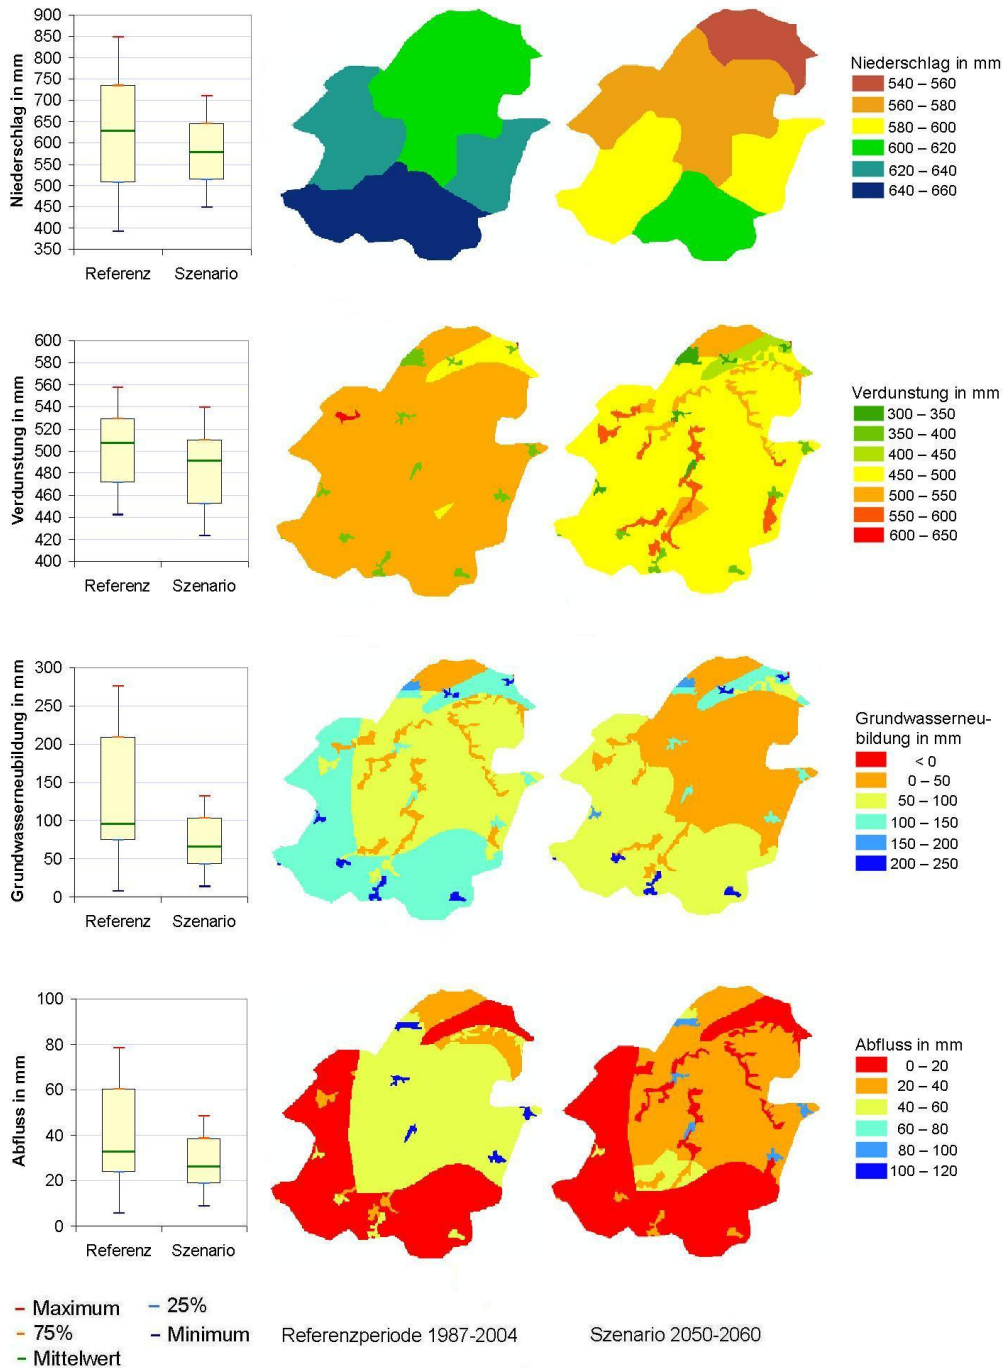 Niederschlag in mm
900
850
800
750
700
650
600
550
500
450
400
350
Referenz Szenario
Niederschlag in mm
540 – 560
560 – 580
580 – 600
600 – 620
620 – 640
640 – 660
Verdunstung in mm
600
580
560
540
520
500
480
460
440
420
400
Referenz Szenario
Verdunstung in mm
300 – 350
350 – 400
400 – 450
450 – 500
500 – 550
550 – 600
600 – 650
Grundwasserneubildung in mm
300
250
200
150
100
50
0
Referenz Szenario
Grundwasserneu-
bildung in mm
< 0
0 – 50
50 – 100
100 – 150
150 – 200
200 – 250
Abfluss in mm
100
80
60
40
20
0
Referenz Szenario
Abfluss in mm
0 – 20
20 – 40
40 – 60
60 – 80
80 – 100
100 – 120
Maximum 25%
75% Minimum
Mittelwert
Referenzperiode 1987-2004 Szenario 2050-2060